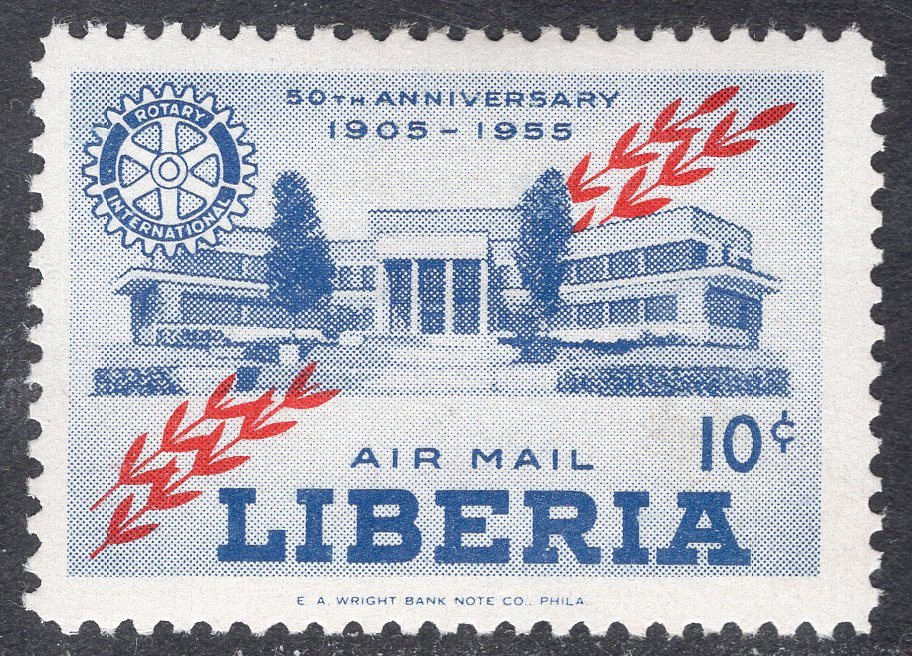 50TH ANNIVERSARY
1905 - 1955
ROTARY
INTERNATIONAL
10¢
AIR MAIL
LIBERIA
E. A. WRIGHT BANK NOTE CO., PHILA.